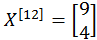 X[12] = [9
4]